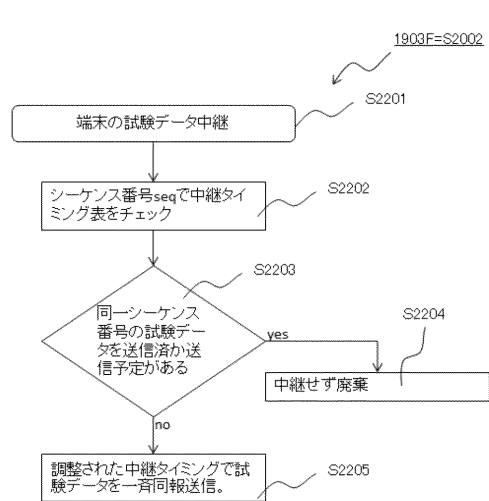 1903F=S2002
S2201
端末の試験データ中継
S2202
シーケンス番号seqで中継タイ
ミング表をチェック
S2203
同一シーケンス
番号の試験デー
タを送信済か送
信予定がある
yes
S2204
中継せず廃棄
no
調整された中継タイミングで試
験データを一斉同報送信。
S2205